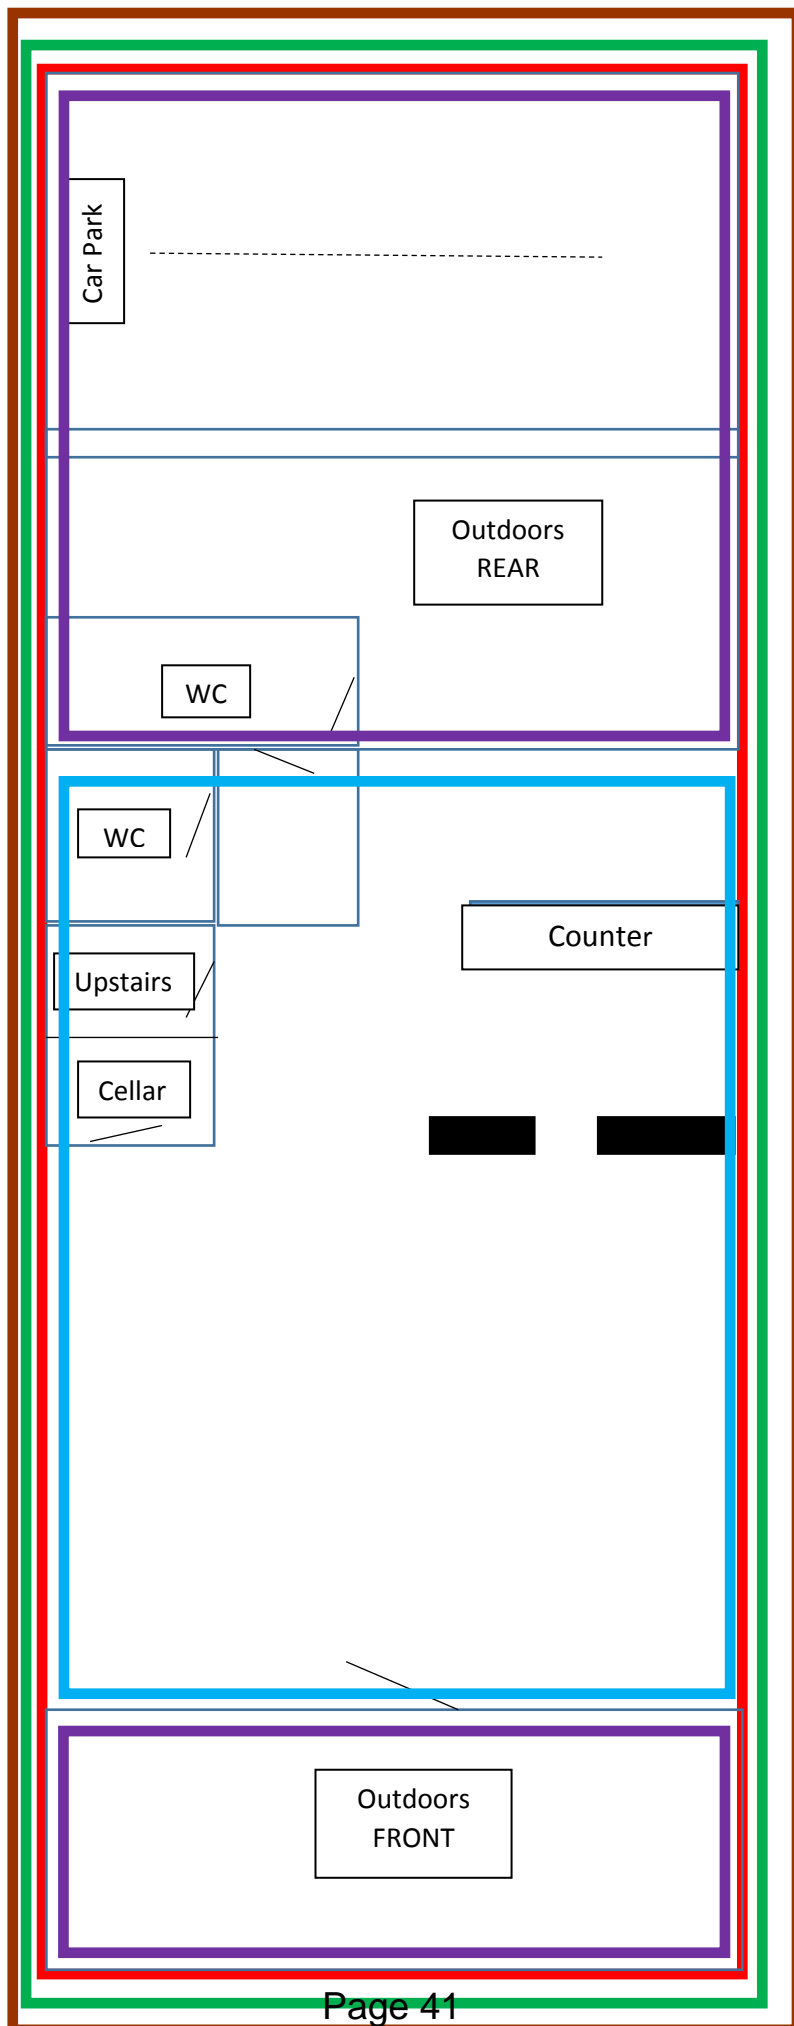 Car Park
Outdoors
REAR
WC
WC
Counter
Upstairs
Cellar
Outdoors
FRONT
Page 41